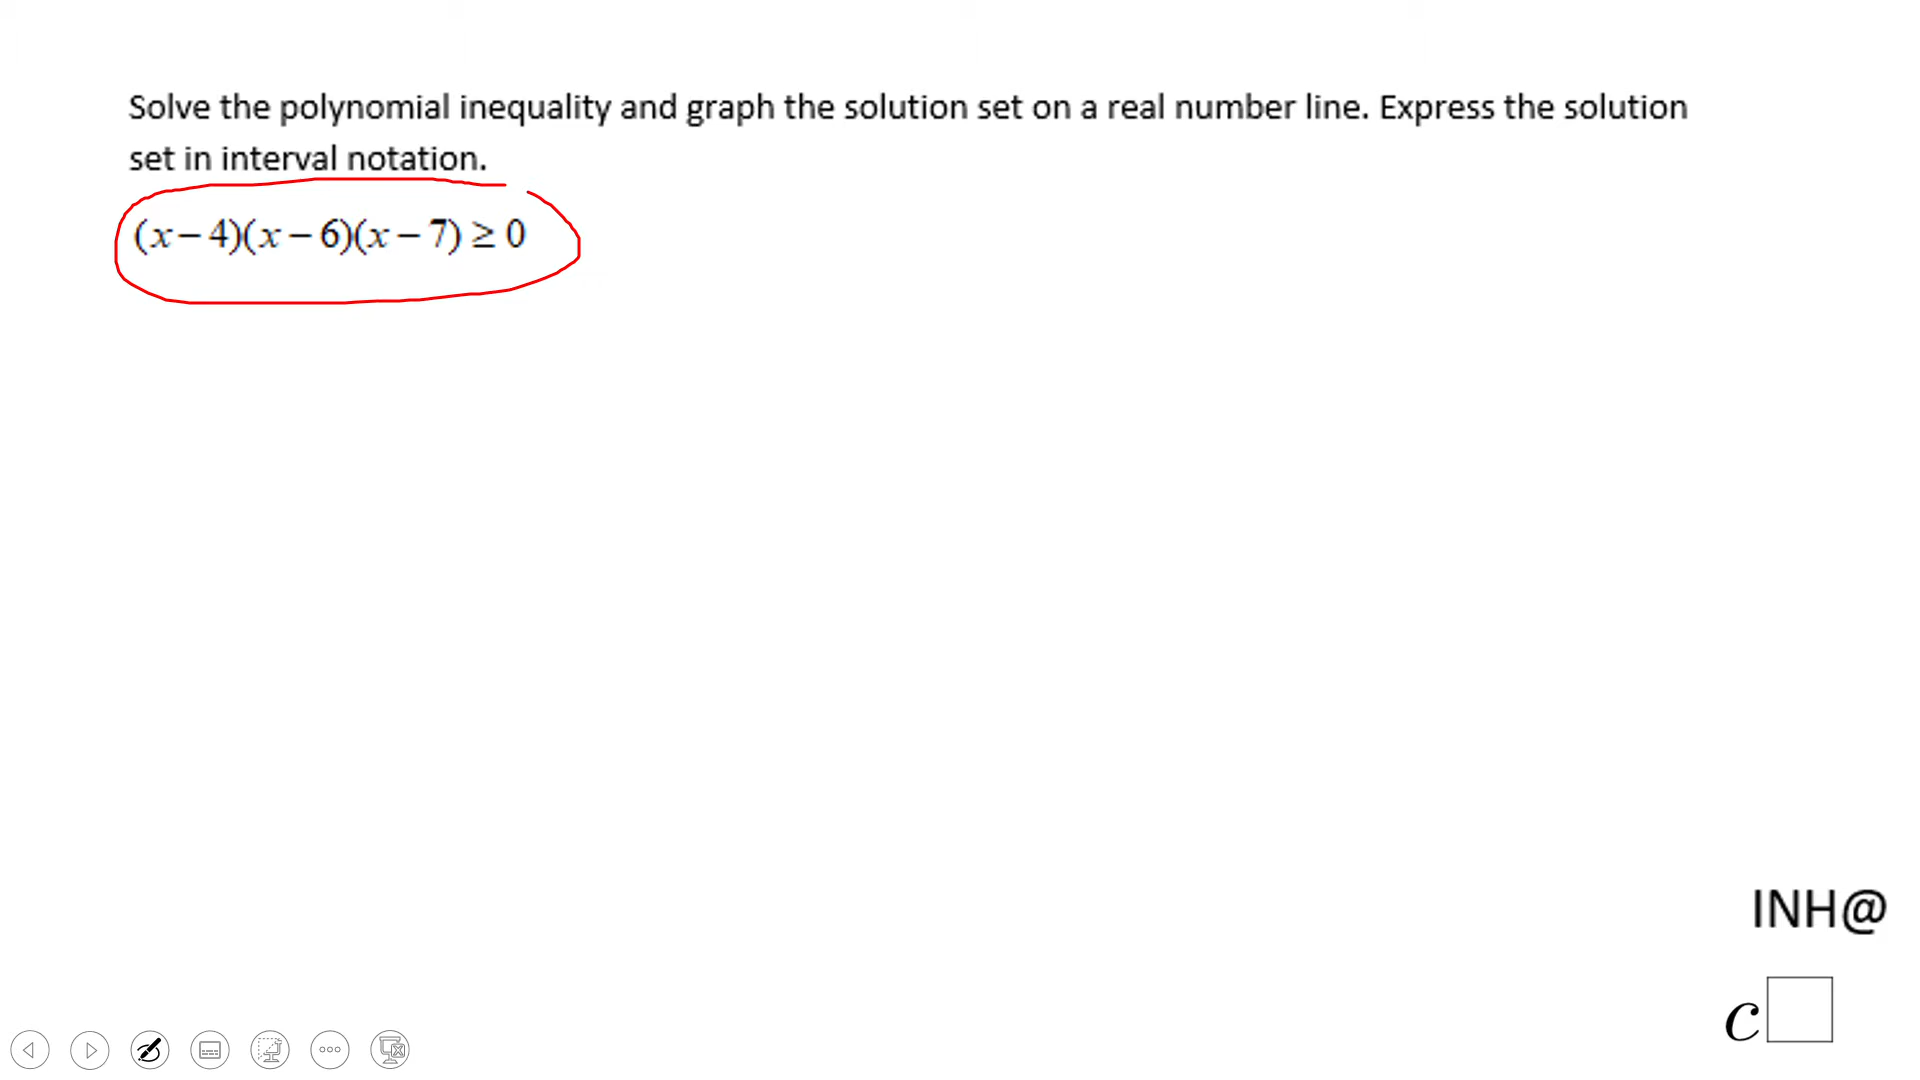 Solve the polynomial inequality and graph the solution set on a real number line. Express the solution
set in interval notation.
(x − 4)(x − 6)(x − 7) ≥ 0
INH@
c